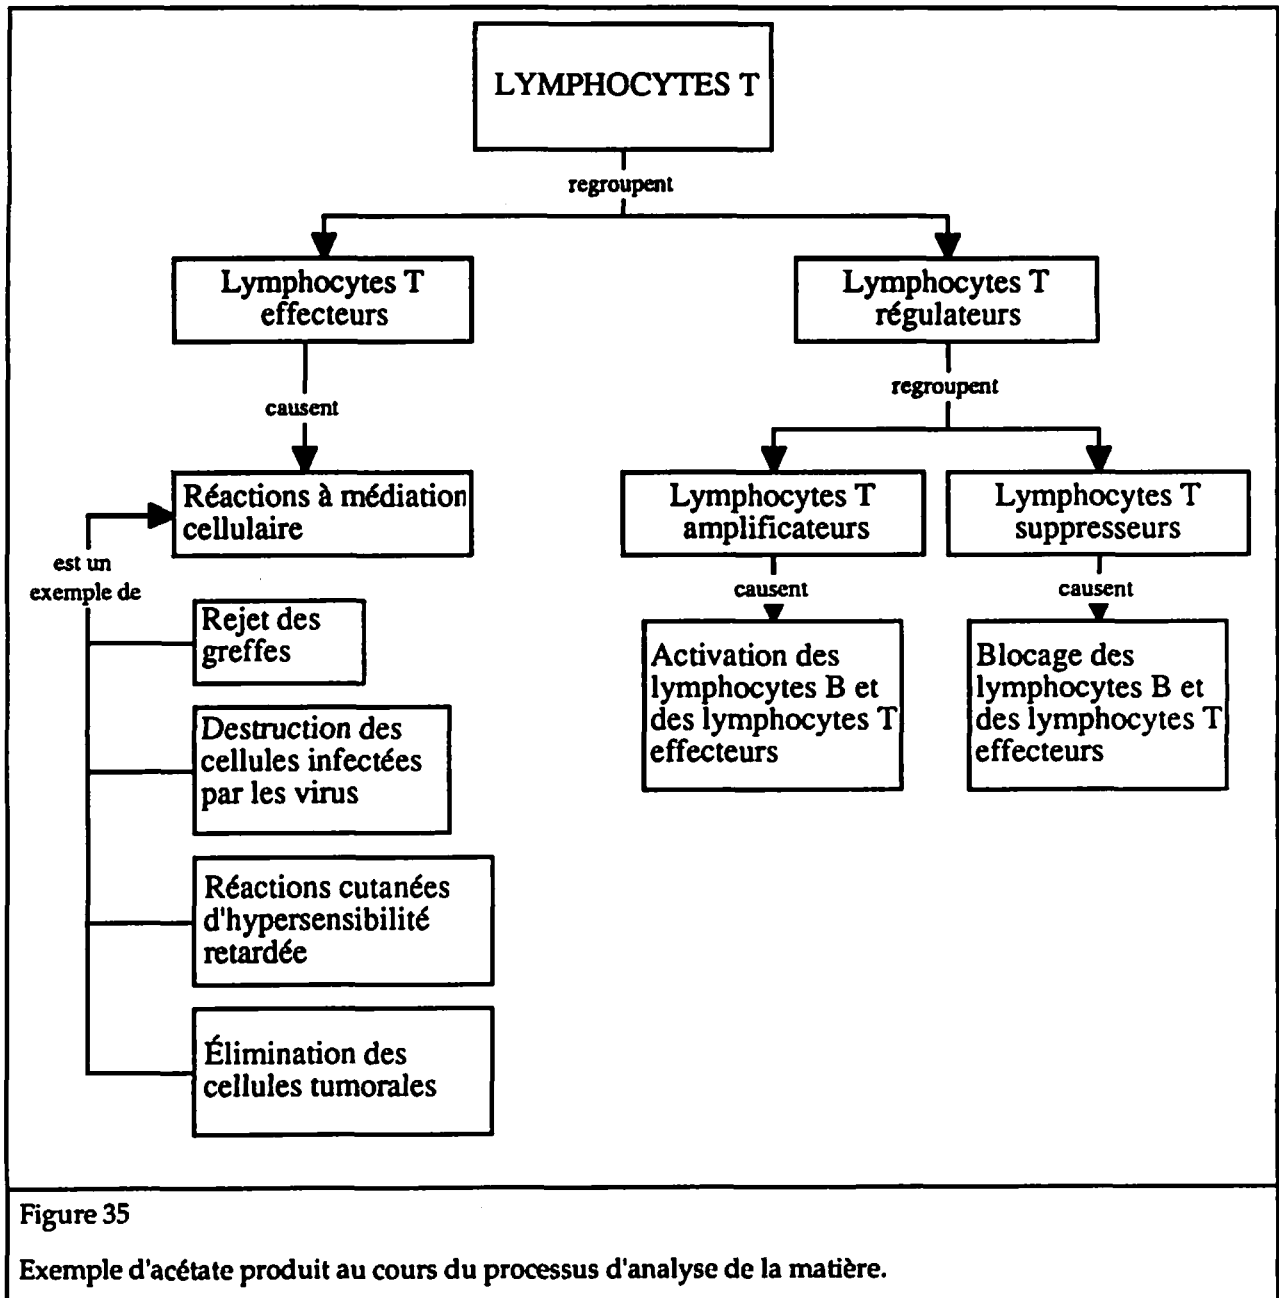 LYMPHOCYTES T
regroupent
Lymphocytes T
effecteurs
Lymphocytes T
régulateurs
causent
regroupent
Réactions à médiation
cellulaire
Lymphocytes T
amplificateurs
Lymphocytes T
suppresseurs
est un
exemple de
causent
causent
Rejet des
greffes
Destruction des
cellules infectées
par les virus
Réactions cutanées
d'hypersensibilité
retardée
Élimination des
cellules tumorales
Activation des
lymphocytes B et
des lymphocytes T
effecteurs
Blocage des
lymphocytes B et
des lymphocytes T
effecteurs
Figure 35
Exemple d'acétate produit au cours du processus d'analyse de la matière.